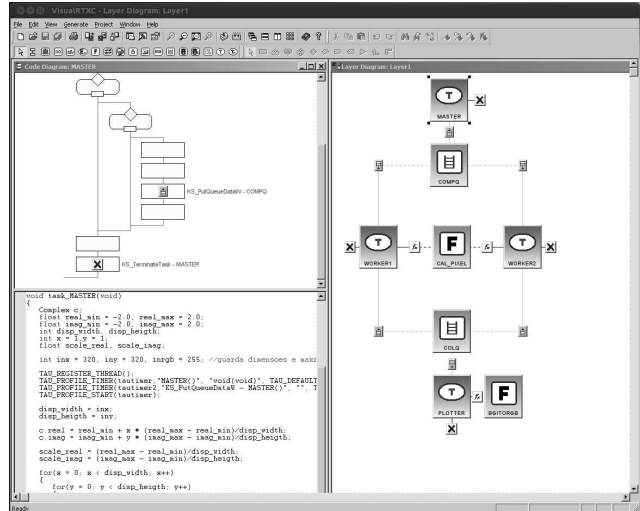 VisualRTXC - Layer Diagram: Layer1
File Edit View Generate Project Window Help
Code Diagram: MASTER
KS_PutQueueData\W - COMPQ
KS_TerminateTask - MASTER
void task_MASTER(void)
{
Complex c;
float real_min = -2.0, real_max = 2.0;
float imag_min = -2.0, imag_max = 2.0;
int disp_width, disp_heigth;
int x = 1,y = 1;
float scale_real, scale_imag;
int inx = 320, iny = 320, inrgb = 255; //guarda dimensoes e maxr
TAU_REGISTER_THREAD();
TAU_PROFILE_TIMER(tautimer,"MASTER()", "void(void)", TAU_DEFAULT
TAU_PROFILE_TIMER(tautimer2,"KS_PutQueueDataW - MASTER()", "", T
TAU_PROFILE_START(tautimer);
disp_width = inx;
disp_heigth = iny;
c.real = real_min + x * (real_max - real_min)/disp_width;
c.imag = imag_min + y * (imag_max - imag_min)/disp_heigth;
scale_real = (real_max - real_min)/disp_width;
scale_imag = (imag_max - imag_min)/disp_heigth;
for(x = 0; x < disp_width; x++)
{
for(y = 0; y < disp_heigth; y++)
Layer Diagram: Layer1
T
MASTER
COMPQ
T
WORKER1
fx
F
CAL_PIXEL
fx
T
WORKER2
COLQ
T
PLOTTER
fx
F
BGITORGB
Ready